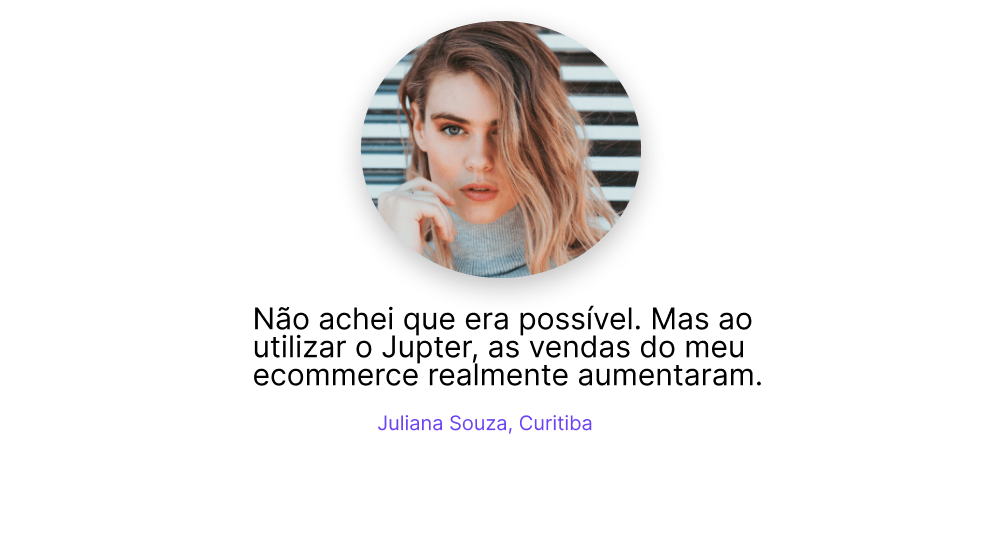 Não achei que era possível. Mas ao
utilizar o Jupter, as vendas do meu
ecommerce realmente aumentaram.
Juliana Souza, Curitiba